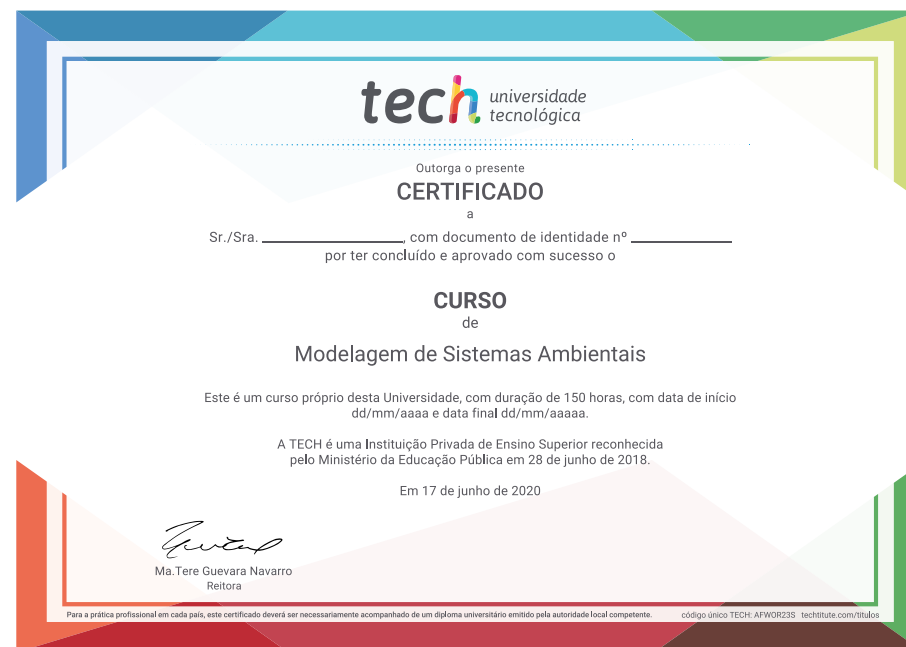 tech universidade
tecnológica
Outorga o presente
CERTIFICADO
a
Sr./Sra. ____________, com documento de identidade nº ____________
por ter concluído e aprovado com sucesso o
CURSO
de
Modelagem de Sistemas Ambientais
Este é um curso próprio desta Universidade, com duração de 150 horas, com data de início
dd/mm/aaaa e data final dd/mm/aaaaa.
A TECH é uma Instituição Privada de Ensino Superior reconhecida
pelo Ministério da Educação Pública em 28 de junho de 2018.
Em 17 de junho de 2020
Ma.Tere Guevara Navarro
Reitora
Para a prática profissional em cada país, este certificado deverá ser necessariamente acompanhado de um diploma universitário emitido pela autoridade local competente. código único TECH: AFWOR23S techtitute.com/titulos